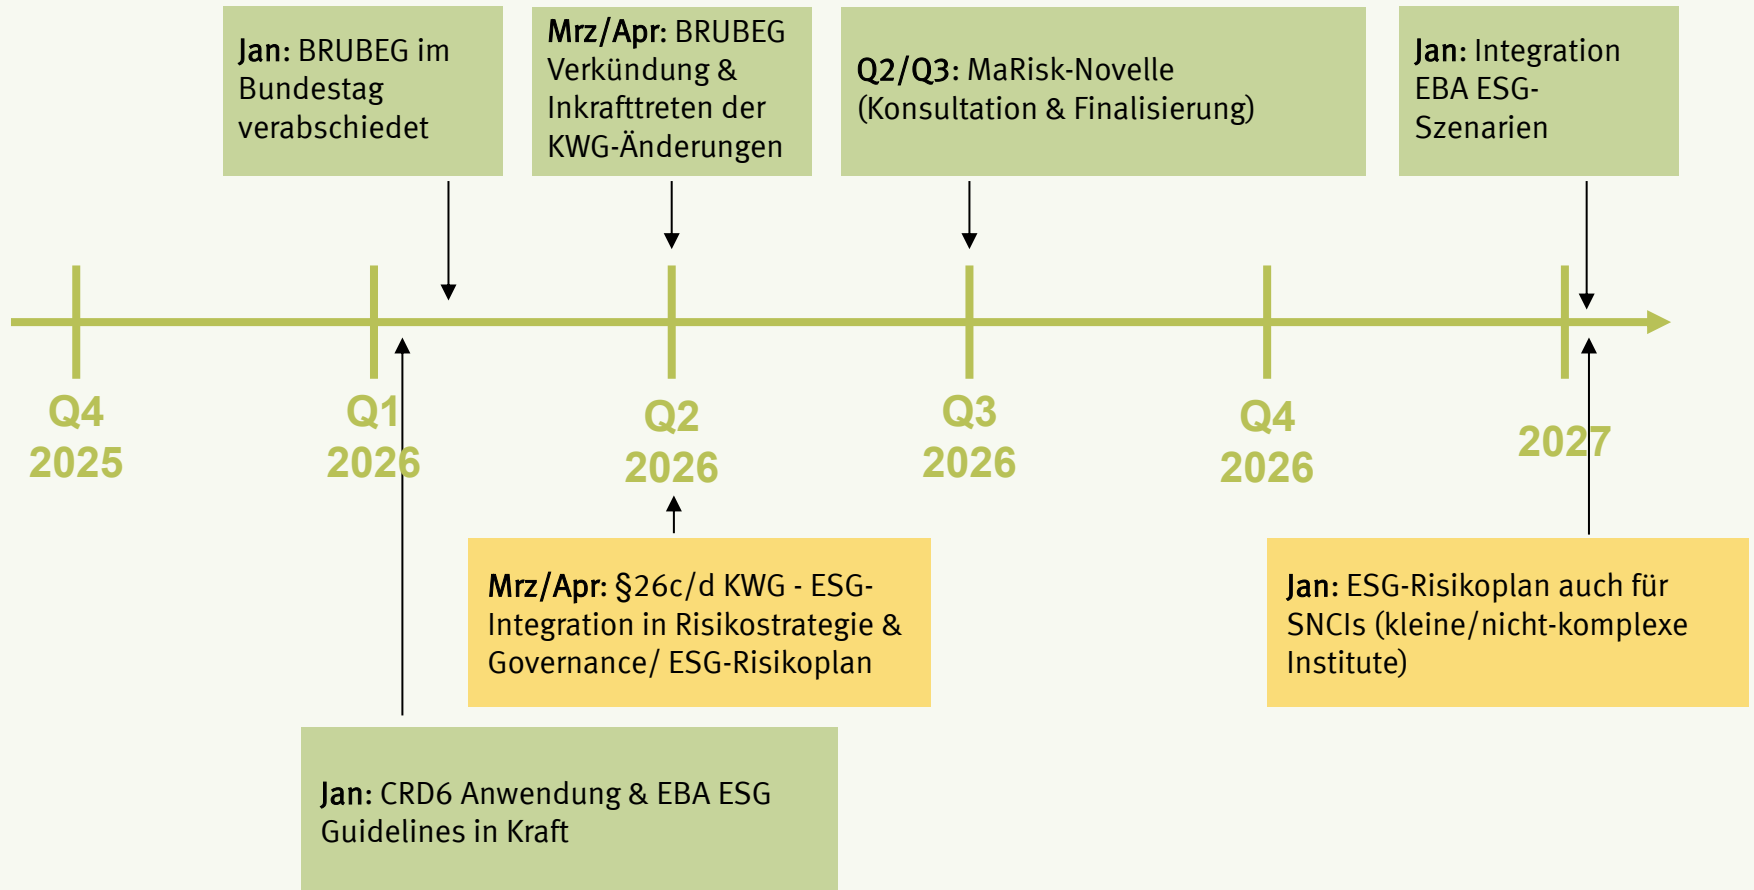 Jan: BRUBEG im
Bundestag
verabschiedet
Mrz/Apr: BRUBEG
Verkündung &
Inkrafttreten der
KWG-Änderungen
Q2/Q3: MaRisk-Novelle
(Konsultation & Finalisierung)
Jan: Integration
EBA ESG-
Szenarien
Q4
2025
Q1
2026
Q2
2026
Q3
2026
Q4
2026
2027
Mrz/Apr: §26c/d KWG - ESG-
Integration in Risikostrategie &
Governance/ ESG-Risikoplan
Jan: ESG-Risikoplan auch für
SNCIs (kleine/nicht-komplexe
Institute)
Jan: CRD6 Anwendung & EBA ESG
Guidelines in Kraft